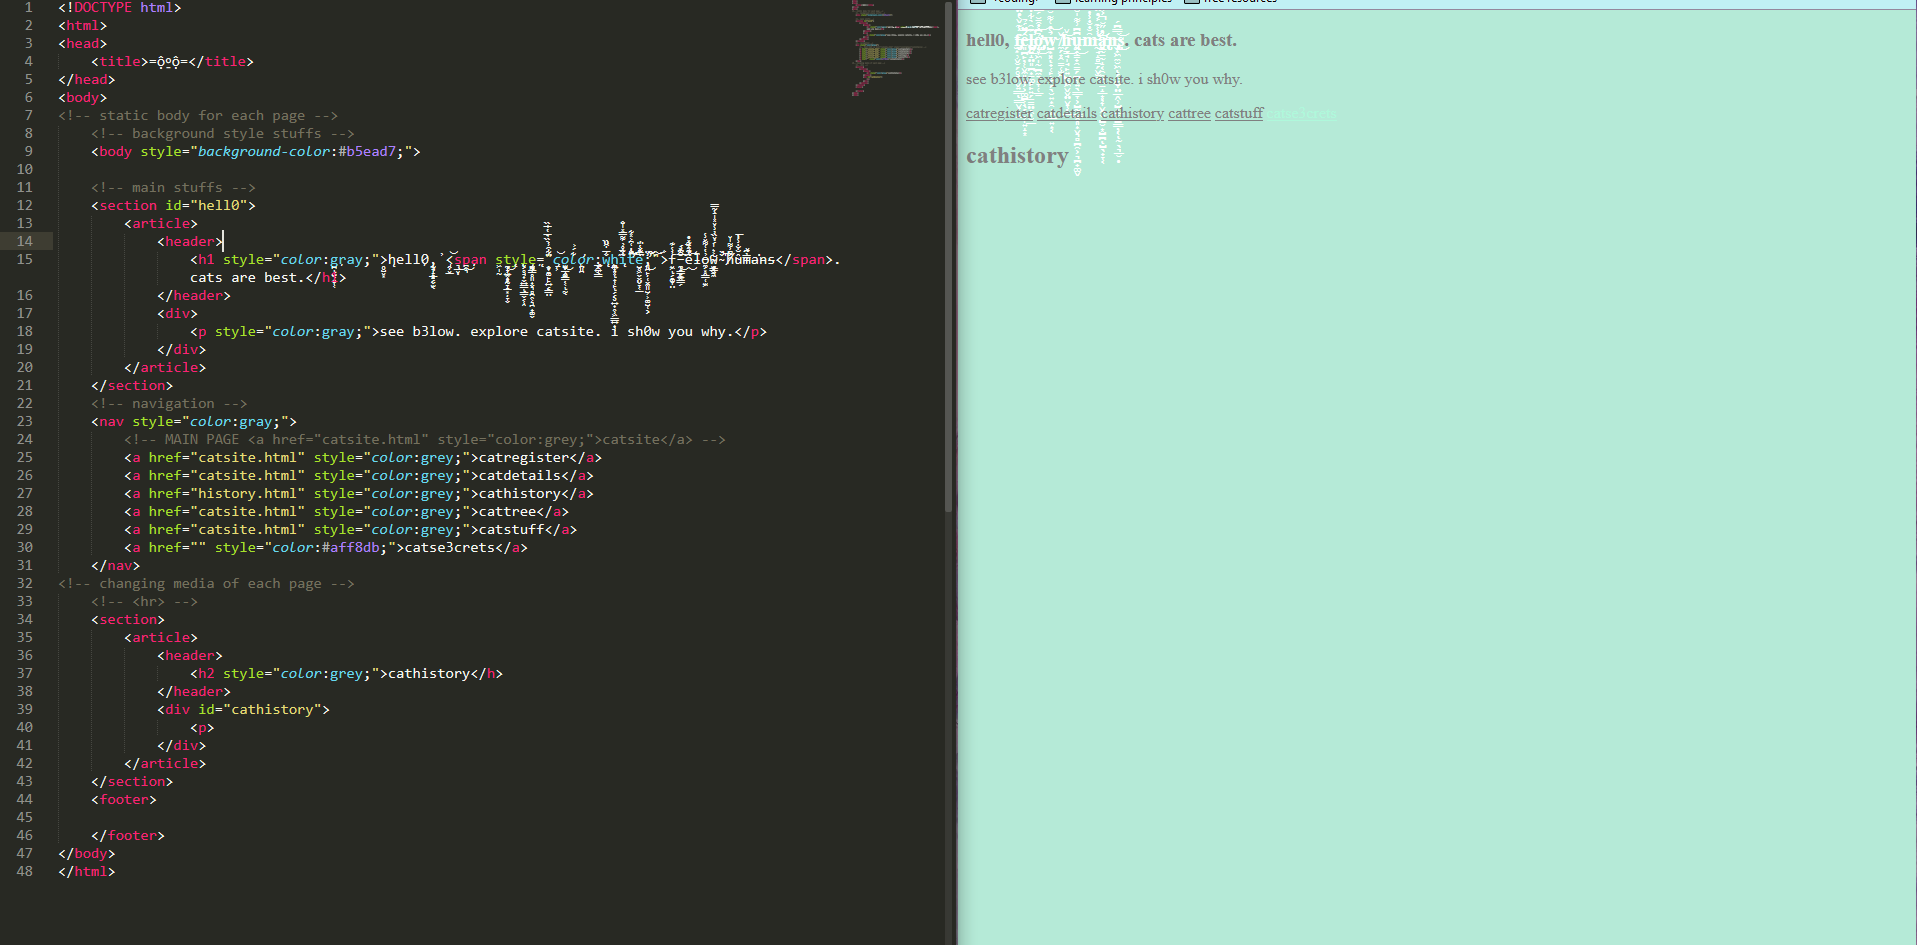 1 <!DOCTYPE html>
2 <html>
3 <head>
4 <title>=ộ̣ộ=</title>
5 </head>
6 <body>
7 <!-- static body for each page -->
8 <!-- background style stuffs -->
9 <body style="background-color:#b5ead7;">
10
11 <!-- main stuffs -->
12 <section id="hell0">
13 <article>
14 <header>
15 <h1 style="color:gray;">hell0, <span style="color:white;">felow humans</span>.
cats are best.</h>
16 </header>
17 <div>
18 <p style="color:gray;">see b3low. explore catsite. i sh0w you why.</p>
19 </div>
20 </article>
21 </section>
22 <!-- navigation -->
23 <nav style="color:gray;">
24 <!-- MAIN PAGE <a href="catsite.html" style="color:grey;">catsite</a> -->
25 <a href="catsite.html" style="color:grey;">catregister</a>
26 <a href="catsite.html" style="color:grey;">catdetails</a>
27 <a href="history.html" style="color:grey;">cathistory</a>
28 <a href="catsite.html" style="color:grey;">cattree</a>
29 <a href="catsite.html" style="color:grey;">catstuff</a>
30 <a href="" style="color:#aff8db;">catse3crets</a>
31 </nav>
32 <!-- changing media of each page -->
33 <!-- <hr> -->
34 <section>
35 <article>
36 <header>
37 <h2 style="color:grey;">cathistory</h>
38 </header>
39 <div id="cathistory">
40 <p>
41 </div>
42 </article>
43 </section>
44 <footer>
45
46 </footer>
47 </body>
48 </html>
<coding> learning principles free resources
hell0, felow humans. cats are best.
see b3low. explore catsite. i sh0w you why.
catregister catdetails cathistory cattree catstuff catse3crets
cathistory